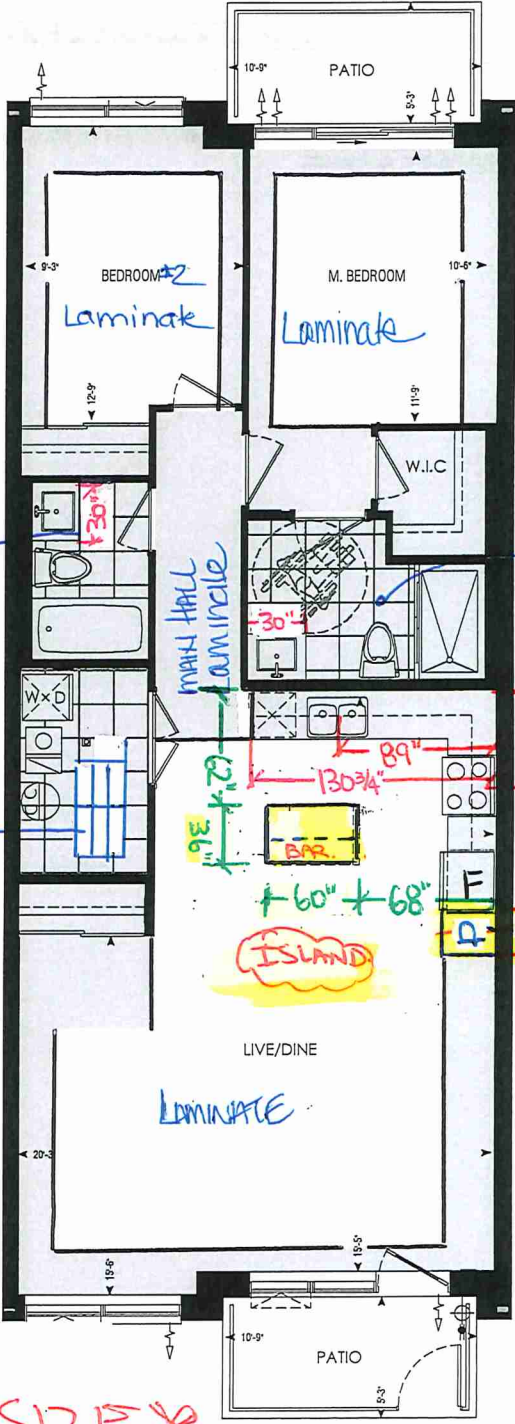 PATIO
10'-9"
5'-3"
9'-3"
BEDROOM #2
Laminate
12'-9"
M. BEDROOM
10'-6"
Laminate
11'-9"
W.I.C
30"
MAIN HALL
Laminate
30"
W x D
62"
89"
130 3/4"
36"
BAR.
60"
68"
F
P
ISLAND
LIVE/DINE
LAMINATE
20'-3
15'-6"
15'-5"
10'-9"
PATIO
5'-3"